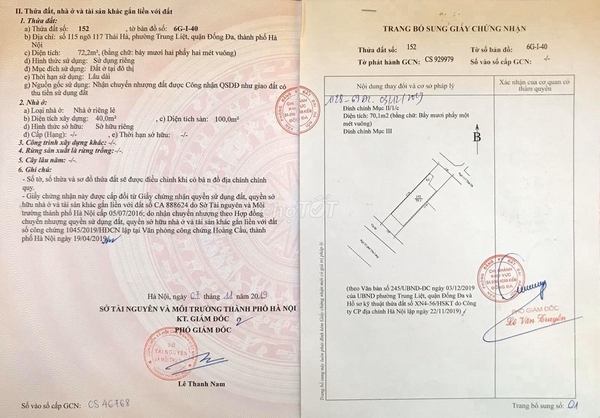 II. Thửa đất, nhà ở và tài sản khác gắn liền với đất
1. Thửa đất:
a) Thửa đất số: 152 , tờ bản đồ số: 6G-I-40
b) Địa chỉ: số 115 ngõ 117 Thái Hà, phường Trung Liệt, quận Đống Đa, thành phố Hà
Nội
c) Diện tích: 72,2m², (bằng chữ: bảy mươi hai phẩy hai mét vuông)
d) Hình thức sử dụng: Sử dụng riêng
đ) Mục đích sử dụng: Đất ở tại đô thị
e) Thời hạn sử dụng: Lâu dài
g) Nguồn gốc sử dụng: Nhận chuyển nhượng đất được Công nhận QSDĐ như giao đất có
thu tiền sử dụng đất
2. Nhà ở:
a) Loại nhà ở: Nhà ở riêng lẻ
b) Diện tích xây dựng: 40,0m² c) Diện tích sàn: 100,0m²
d) Hình thức sở hữu: Sở hữu riêng
đ) Cấp (Hạng): -/- e) Thời hạn sở hữu: -/-
3. Công trình xây dựng khác: -/-
4. Rừng sản xuất là rừng trồng: -/-
5. Cây lâu năm: -/-
6. Ghi chú:
- Số tờ, số thửa và sơ đồ thửa đất sẽ được điều chỉnh khi có bản đồ địa chính chính
quy.
- Giấy chứng nhận được cấp đổi từ Giấy chứng nhận quyền sử dụng đất, quyền sở
hữu nhà ở và tài sản khác gắn liền với đất số CA 888624 do Sở Tài nguyên và Môi
trường thành phố Hà Nội cấp 05/07/2016; do nhận chuyển nhượng theo Hợp đồng
chuyển nhượng quyền sử dụng đất, quyền sở hữu nhà ở và tài sản khác gắn liền với đất
số công chứng 1045/2019/HĐCN lập tại Văn phòng công chứng Hoàng Cầu, thành
phố Hà Nội ngày 19/04/2019
Hà Nội, ngày 07 tháng 11 năm 2019
SỞ TÀI NGUYÊN VÀ MÔI TRƯỜNG THÀNH PHỐ HÀ NỘI
KT. GIÁM ĐỐC
PHÓ GIÁM ĐỐC
SỞ
TÀI NGUYÊN
Lê Thanh Nam
Số vào sổ cấp GCN: CS 46768
TRANG BỔ SUNG GIẤY CHỨNG NHẬN
Thửa đất số: 152 Tờ bản đồ số: 6G-I-40
Số phát hành GCN: CS 929979 Số vào sổ cấp GCN: -/-
Nội dung thay đổi và cơ sở pháp lý
Xác nhận của cơ quan có
thẩm quyền
Đính chính Mục II/1/c
Diện tích: 70,1m² (bằng chữ: Bảy mươi phẩy một
mét vuông)
Đính chính Mục III
B
(theo Văn bản số 245/UBND-ĐC ngày 03/12/2019
của UBND phường Trung Liệt, quận Đống Đa và
Hồ sơ kỹ thuật thửa đất số XN4-56/HSKT do Công
ty CP địa chính Hà Nội lập ngày 22/11/2019)
PHÓ GIÁM ĐỐC
Lê Văn Truyền
Trang bổ sung số: 01